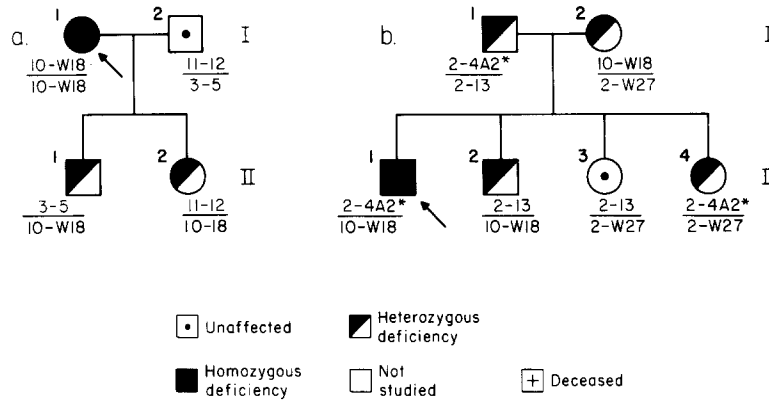 1 2 I
a.
10-W18 11-12
10-W18 3-5
1 2 II
3-5 11-12
10-W18 10-18
1 2 I
b.
2-4A2* 10-W18
2-13 2-W27
1 2 3 4 I
2-4A2* 2-13 2-13 2-4A2*
10-W18 10-W18 2-W27 2-W27
Unaffected
Heterozygous
deficiency
Homozygous
deficiency
Not
studied
+ Deceased